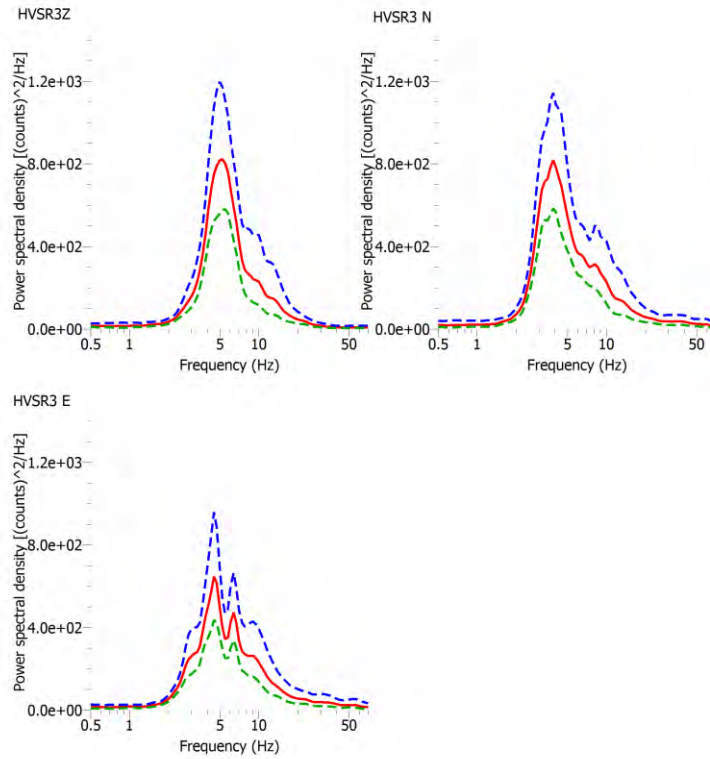 HVSR3Z
Power spectral density [(counts)^2/Hz]
1.2e+03
8.0e+02
4.0e+02
0.0e+00
0.5 1 5 10 50
Frequency (Hz)
HVSR3 N
Power spectral density [(counts)^2/Hz]
1.2e+03
8.0e+02
4.0e+02
0.0e+00
0.5 1 5 10 50
Frequency (Hz)
HVSR3 E
Power spectral density [(counts)^2/Hz]
1.2e+03
8.0e+02
4.0e+02
0.0e+00
0.5 1 5 10 50
Frequency (Hz)